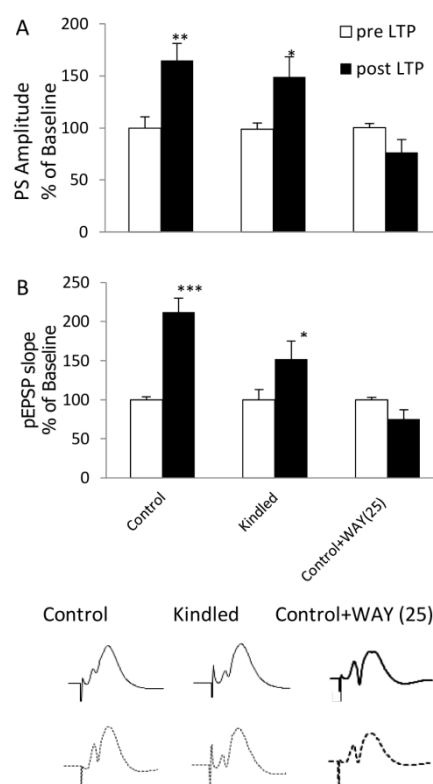 A
pre LTP
post LTP
PS Amplitude
% of Baseline
200
150
100
50
0
**
*
B
pEPSP slope
% of Baseline
250
200
150
100
50
0
***
*
Control
Kindled
Control+WAY(25)
Control Kindled Control+WAY (25)